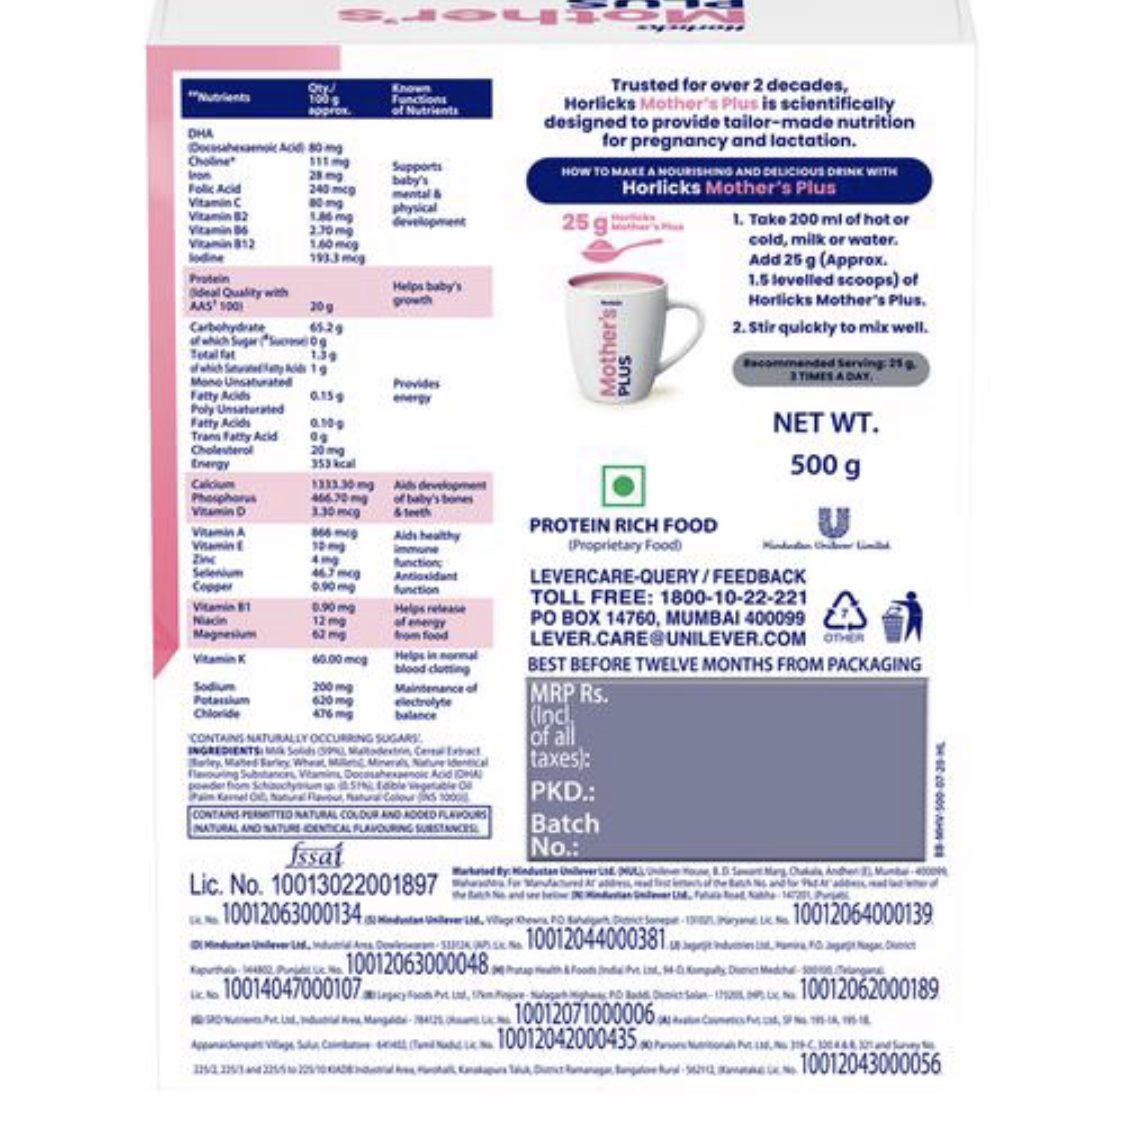 Mother's
PLUS
Horlicks
**Nutrients
Qty./
100 g
approx.
Known
Functions
of Nutrients
DHA
(Docosahexaenoic Acid) 80 mg
Choline* 111 mg
Iron 28 mg
Folic Acid 240 mcg
Vitamin C 80 mg
Vitamin B2 1.86 mg
Vitamin B6 2.70 mg
Vitamin B12 1.60 mcg
Iodine 193.3 mcg
Supports
baby's
mental &
physical
development
Protein
(Ideal Quality with
AAS¹ 100) 20 g
Helps baby's
growth
Carbohydrate 65.2 g
of which Sugar (#Sucrose) 0 g
Total fat 1.3 g
of which Saturated Fatty Acids 1 g
Mono Unsaturated
Fatty Acids 0.15 g
Poly Unsaturated
Fatty Acids 0.10 g
Trans Fatty Acid 0 g
Cholesterol 20 mg
Energy 353 kcal
Provides
energy
Calcium 1333.30 mg
Phosphorus 466.70 mg
Vitamin D 3.30 mcg
Aids development
of baby's bones
& teeth
Vitamin A 866 mcg
Vitamin E 10 mg
Zinc 4 mg
Selenium 46.7 mcg
Copper 0.90 mg
Aids healthy
immune
function;
Antioxidant
function
Vitamin B1 0.90 mg
Niacin 12 mg
Magnesium 62 mg
Helps release
of energy
from food
Vitamin K 60.00 mcg
Helps in normal
blood clotting
Sodium 200 mg
Potassium 620 mg
Chloride 476 mg
Maintenance of
electrolyte
balance
'CONTAINS NATURALLY OCCURRING SUGARS'.
INGREDIENTS: Milk Solids (59%), Maltodextrin, Cereal Extract
(Barley, Malted Barley, Wheat, Millets), Minerals, Nature Identical
Flavouring Substances, Vitamins, Docosahexaenoic Acid (DHA)
powder from Schizochytrium sp. (0.51%), Edible Vegetable Oil
(Palm Kernel Oil), Natural Flavour, Natural Colour [INS 100(i)].
CONTAINS PERMITTED NATURAL COLOUR AND ADDED FLAVOURS
(NATURAL AND NATURE-IDENTICAL FLAVOURING SUBSTANCES).
Trusted for over 2 decades,
Horlicks Mother's Plus is scientifically
designed to provide tailor-made nutrition
for pregnancy and lactation.
HOW TO MAKE A NOURISHING AND DELICIOUS DRINK WITH
Horlicks Mother's Plus
25 g Horlicks
Mother's Plus
Horlicks
Mother's
PLUS
1. Take 200 ml of hot or
cold, milk or water.
Add 25 g (Approx.
1.5 levelled scoops) of
Horlicks Mother's Plus.
2. Stir quickly to mix well.
Recommended Serving: 25 g,
3 TIMES A DAY.
NET WT.
500 g
PROTEIN RICH FOOD
(Proprietary Food)
Hindustan Unilever Limited
LEVERCARE-QUERY / FEEDBACK
TOLL FREE: 1800-10-22-221
PO BOX 14760, MUMBAI 400099
LEVER.CARE@UNILEVER.COM
7
OTHER
BEST BEFORE TWELVE MONTHS FROM PACKAGING
MRP Rs.
(Incl.
of all
taxes):
PKD.:
Batch
No.:
BB-MHV-500-07-20-HL
fssai
Lic. No. 10013022001897
Marketed By: Hindustan Unilever Ltd. (HUL), Unilever House, B. D. Sawant Marg, Chakala, Andheri (E), Mumbai - 400099,
Maharashtra. For 'Manufactured At' address, read first letter/s of the Batch No. and for 'Pkd At' address, read last letter of
the Batch No. and see below: (N) Hindustan Unilever Ltd., Patiala Road, Nabha - 147201, (Punjab).
Lic. No. 10012063000134 (S) Hindustan Unilever Ltd., Village Khewra, P.O. Bahalgarh, District Sonepat - 131021, (Haryana). Lic. No. 10012064000139
(D) Hindustan Unilever Ltd., Industrial Area, Dowleswaram - 533124, (AP). Lic. No. 10012044000381 (J) Jagatjit Industries Ltd., Hamira, P.O. Jagatjit Nagar, District
Kapurthala - 144802, (Punjab). Lic. No. 10012063000048 (H) Pratap Health & Foods (India) Pvt. Ltd., 94-D, Kompally, District Medchal - 500100, (Telangana).
Lic. No. 10014047000107 (B) Legacy Foods Pvt. Ltd., 17km Pinjore - Nalagarh Highway, P.O. Baddi, District Solan - 173205, (HP). Lic. No. 10012062000189
(G) SRD Nutrients Pvt. Ltd., Industrial Area, Mangaldai - 784125, (Assam). Lic. No. 10012071000006 (A) Avalon Cosmetics Pvt. Ltd., SF No. 195-1A, 195-1B,
Appanaickenpatti Village, Sulur, Coimbatore - 641402, (Tamil Nadu). Lic. No. 10012042000435 (K) Parsons Nutritionals Pvt. Ltd., No. 319-C, 320 A & B, 321 and Survey No.
225/2, 225/3 and 225/5 to 225/10 KIADB Industrial Area, Harohalli, Kanakapura Taluk, District Ramanagar, Bangalore Rural - 562112, (Karnataka). Lic. No. 10012043000056